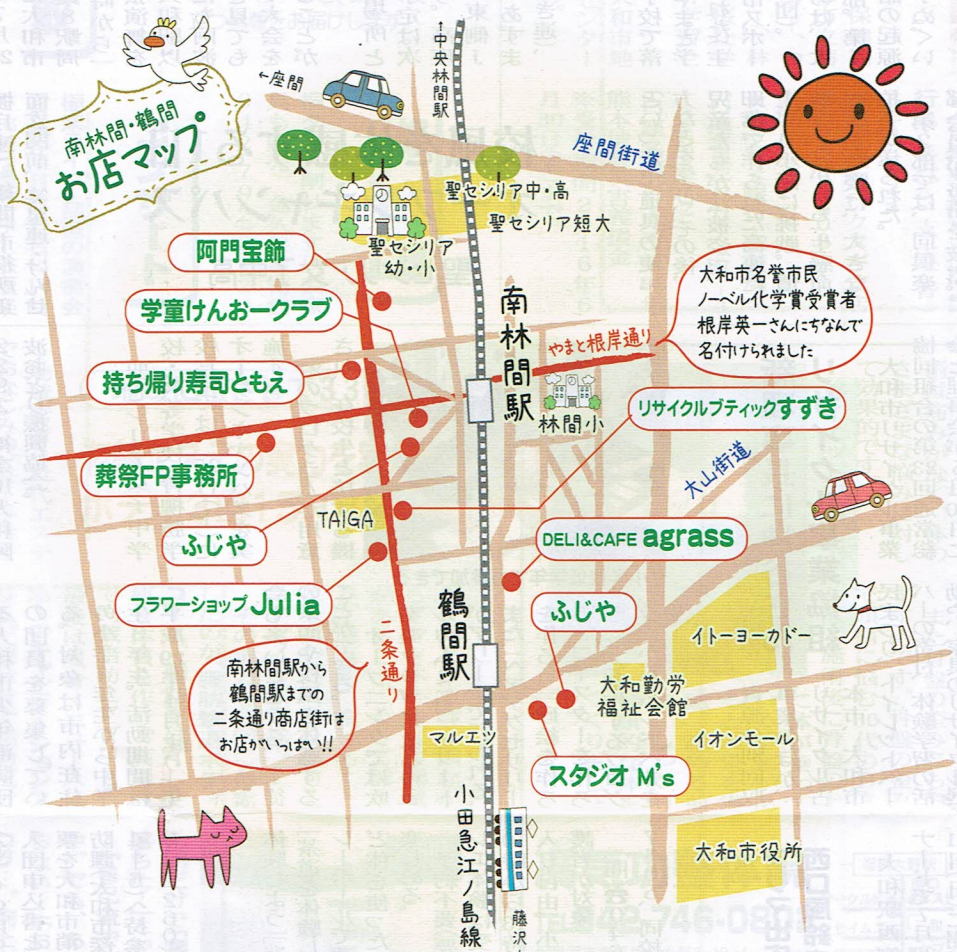 南林間・鶴間
お店マップ
←座間
↑中央林間駅
座間街道
聖セシリア中・高
聖セシリア短大
聖セシリア
幼・小
阿門宝飾
学童けんおークラブ
持ち帰り寿司ともえ
葬祭FP事務所
ふじや
フラワーショップ Julia
南林間駅
やまと根岸通り
大和市名誉市民
ノーベル化学賞受賞者
根岸英一さんにちなんで
名付けられました
林間小
リサイクルブティックすずき
大山街道
TAIGA
DELI&CAFE agrass
鶴間駅
ふじや
二条通り
南林間駅から
鶴間駅までの
二条通り商店街は
お店がいっぱい!!
イトーヨーカドー
大和勤労
福祉会館
イオンモール
マルエツ
スタジオ M's
大和市役所
小田急江ノ島線
藤沢